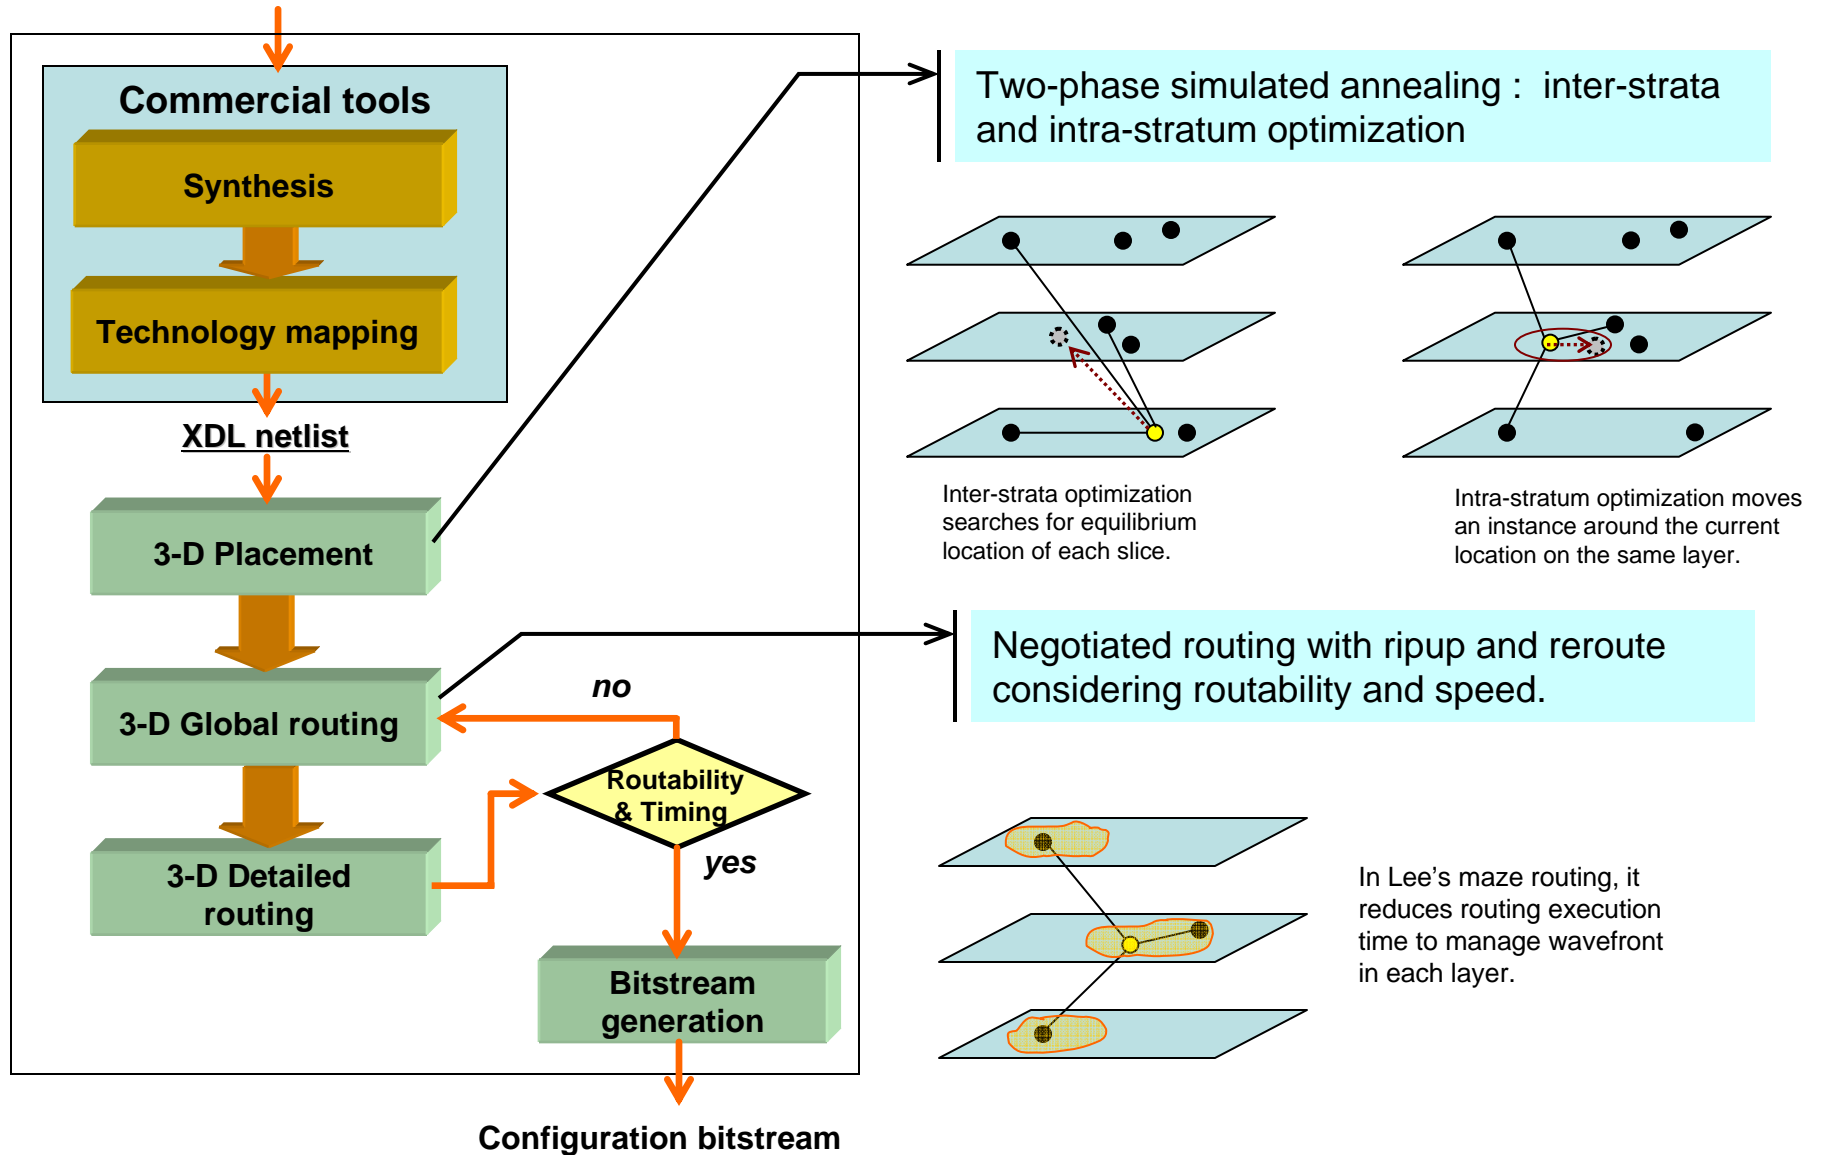 Commercial tools
Synthesis
Technology mapping
XDL netlist
3-D Placement
3-D Global routing
3-D Detailed
routing
no
Routability
& Timing
yes
Bitstream
generation
Configuration bitstream
Two-phase simulated annealing :  inter-strata
and intra-stratum optimization
Inter-strata optimization
searches for equilibrium
location of each slice.
Intra-stratum optimization moves
an instance around the current
location on the same layer.
Negotiated routing with ripup and reroute
considering routability and speed.
In Lee’s maze routing, it
reduces routing execution
time to manage wavefront
in each layer.